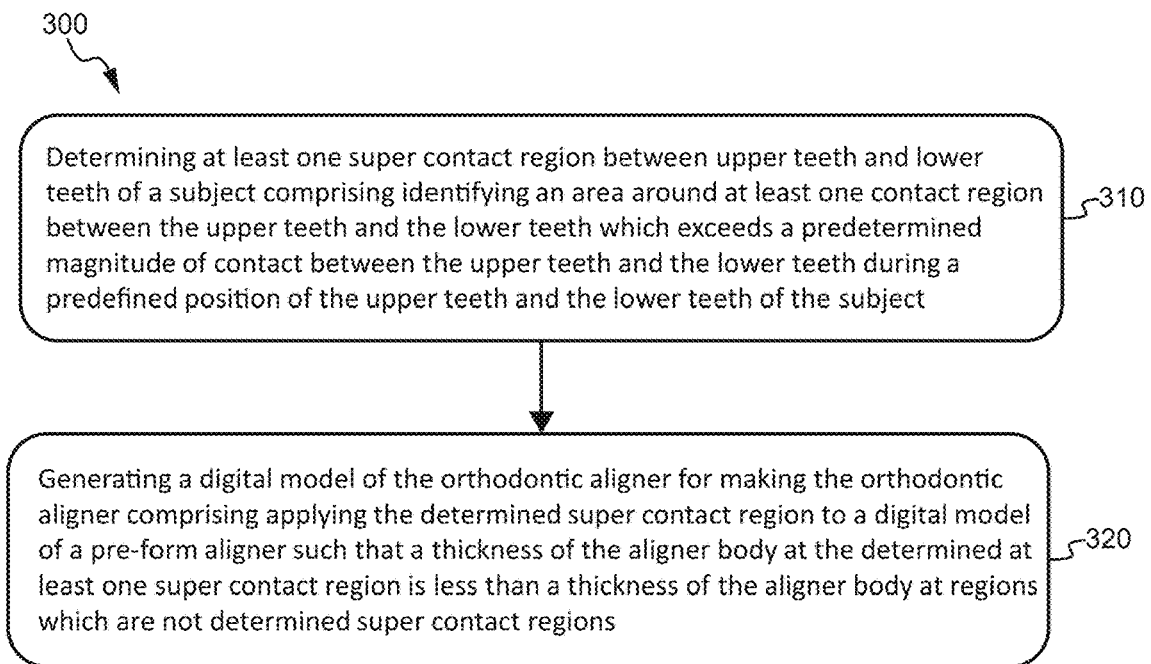 300
Determining at least one super contact region between upper teeth and lower
teeth of a subject comprising identifying an area around at least one contact region
between the upper teeth and the lower teeth which exceeds a predetermined
magnitude of contact between the upper teeth and the lower teeth during a
predefined position of the upper teeth and the lower teeth of the subject
310
Generating a digital model of the orthodontic aligner for making the orthodontic
aligner comprising applying the determined super contact region to a digital model
of a pre-form aligner such that a thickness of the aligner body at the determined at
least one super contact region is less than a thickness of the aligner body at regions
which are not determined super contact regions
320